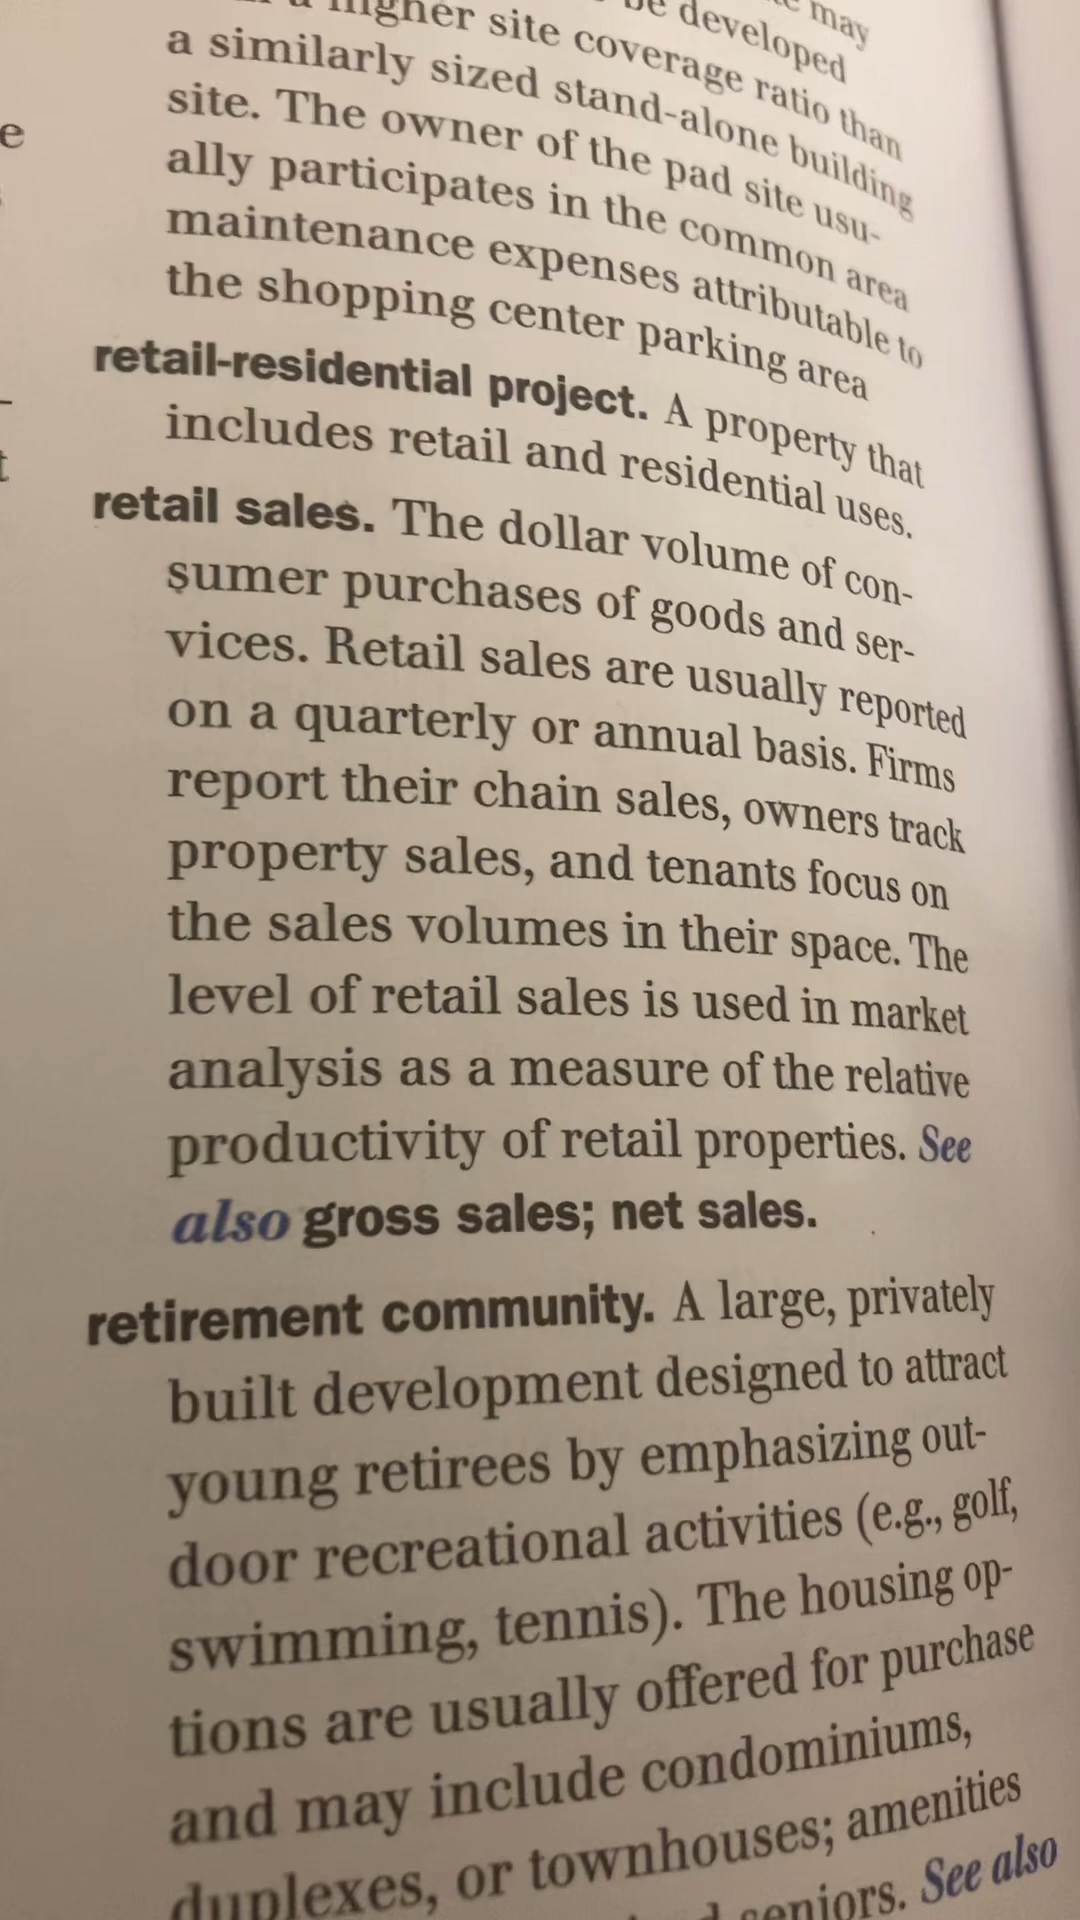 may
be developed
higher site coverage ratio than
a similarly sized stand-alone building
site. The owner of the pad site usu-
ally participates in the common area
maintenance expenses attributable to
the shopping center parking area
retail-residential project. A property that
includes retail and residential uses.
retail sales. The dollar volume of con-
sumer purchases of goods and ser-
vices. Retail sales are usually reported
on a quarterly or annual basis. Firms
report their chain sales, owners track
property sales, and tenants focus on
the sales volumes in their space. The
level of retail sales is used in market
analysis as a measure of the relative
productivity of retail properties. See
also gross sales; net sales.
retirement community. A large, privately
built development designed to attract
young retirees by emphasizing out-
door recreational activities (e.g., golf,
swimming, tennis). The housing op-
tions are usually offered for purchase
and may include condominiums,
duplexes, or townhouses; amenities
seniors. See also